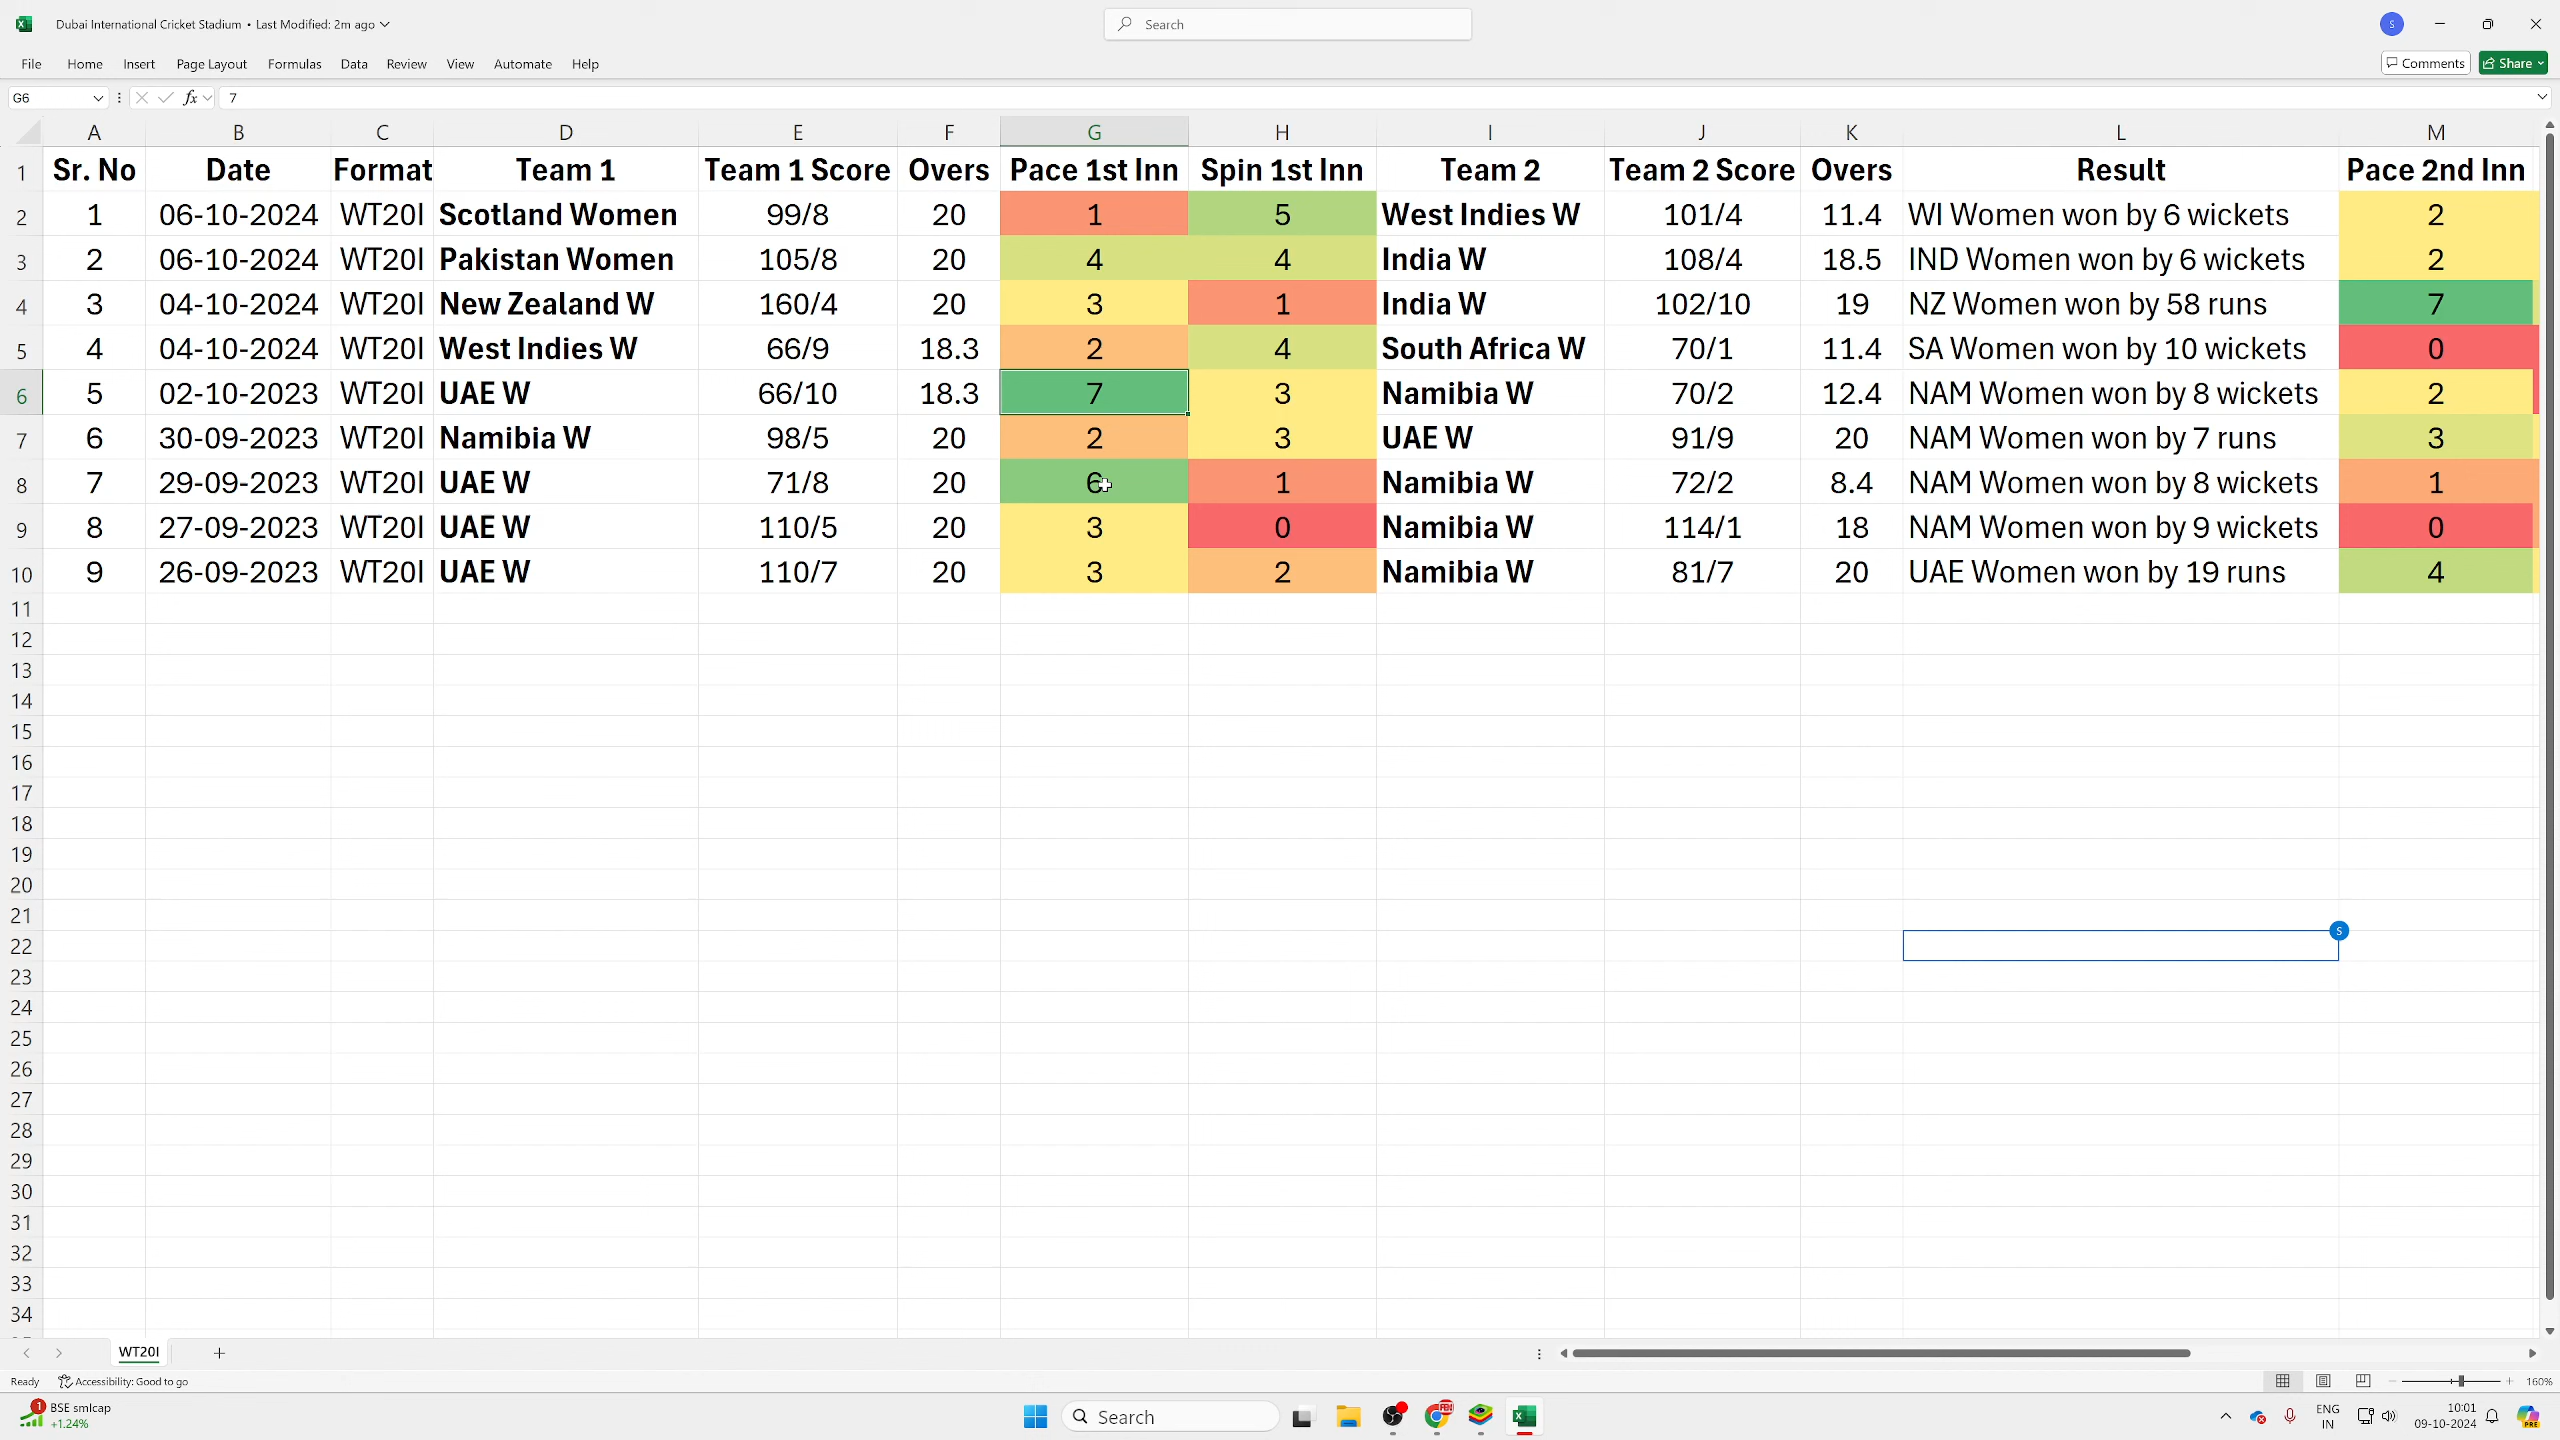 Dubai International Cricket Stadium • Last Modified: 2m ago
Search
S
File Home Insert Page Layout Formulas Data Review View Automate Help
Comments Share
G6 fx 7
A B C D E F G H I J K L M
1 Sr. No Date Format Team 1 Team 1 Score Overs Pace 1st Inn Spin 1st Inn Team 2 Team 2 Score Overs Result Pace 2nd Inn
2 1 06-10-2024 WT20I Scotland Women 99/8 20 1 5 West Indies W 101/4 11.4 WI Women won by 6 wickets 2
3 2 06-10-2024 WT20I Pakistan Women 105/8 20 4 4 India W 108/4 18.5 IND Women won by 6 wickets 2
4 3 04-10-2024 WT20I New Zealand W 160/4 20 3 1 India W 102/10 19 NZ Women won by 58 runs 7
5 4 04-10-2024 WT20I West Indies W 66/9 18.3 2 4 South Africa W 70/1 11.4 SA Women won by 10 wickets 0
6 5 02-10-2023 WT20I UAE W 66/10 18.3 7 3 Namibia W 70/2 12.4 NAM Women won by 8 wickets 2
7 6 30-09-2023 WT20I Namibia W 98/5 20 2 3 UAE W 91/9 20 NAM Women won by 7 runs 3
8 7 29-09-2023 WT20I UAE W 71/8 20 6 1 Namibia W 72/2 8.4 NAM Women won by 8 wickets 1
9 8 27-09-2023 WT20I UAE W 110/5 20 3 0 Namibia W 114/1 18 NAM Women won by 9 wickets 0
10 9 26-09-2023 WT20I UAE W 110/7 20 3 2 Namibia W 81/7 20 UAE Women won by 19 runs 4
11
12
13
14
15
16
17
18
19
20
21
22 S
23
24
25
26
27
28
29
30
31
32
33
34
WT20I
Ready Accessibility: Good to go 160%
1 BSE smlcap
+1.24%
Search
ENG
IN
10:01
09-10-2024
PRE